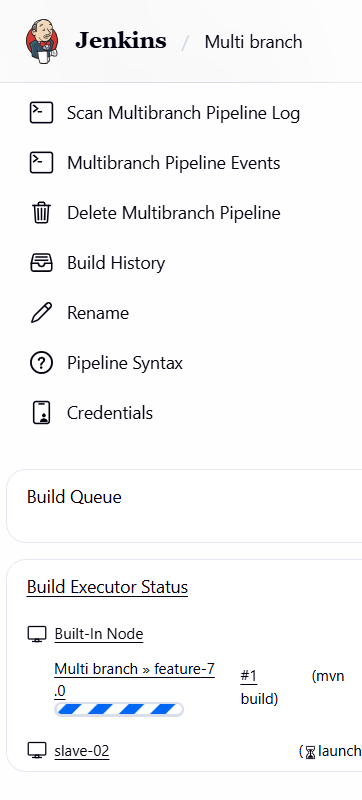 Jenkins / Multi branch
Scan Multibranch Pipeline Log
Multibranch Pipeline Events
Delete Multibranch Pipeline
Build History
Rename
Pipeline Syntax
Credentials
Build Queue
Build Executor Status
Built-In Node
Multi branch » feature-7
.0
#1 (mvn
build)
slave-02 (launch